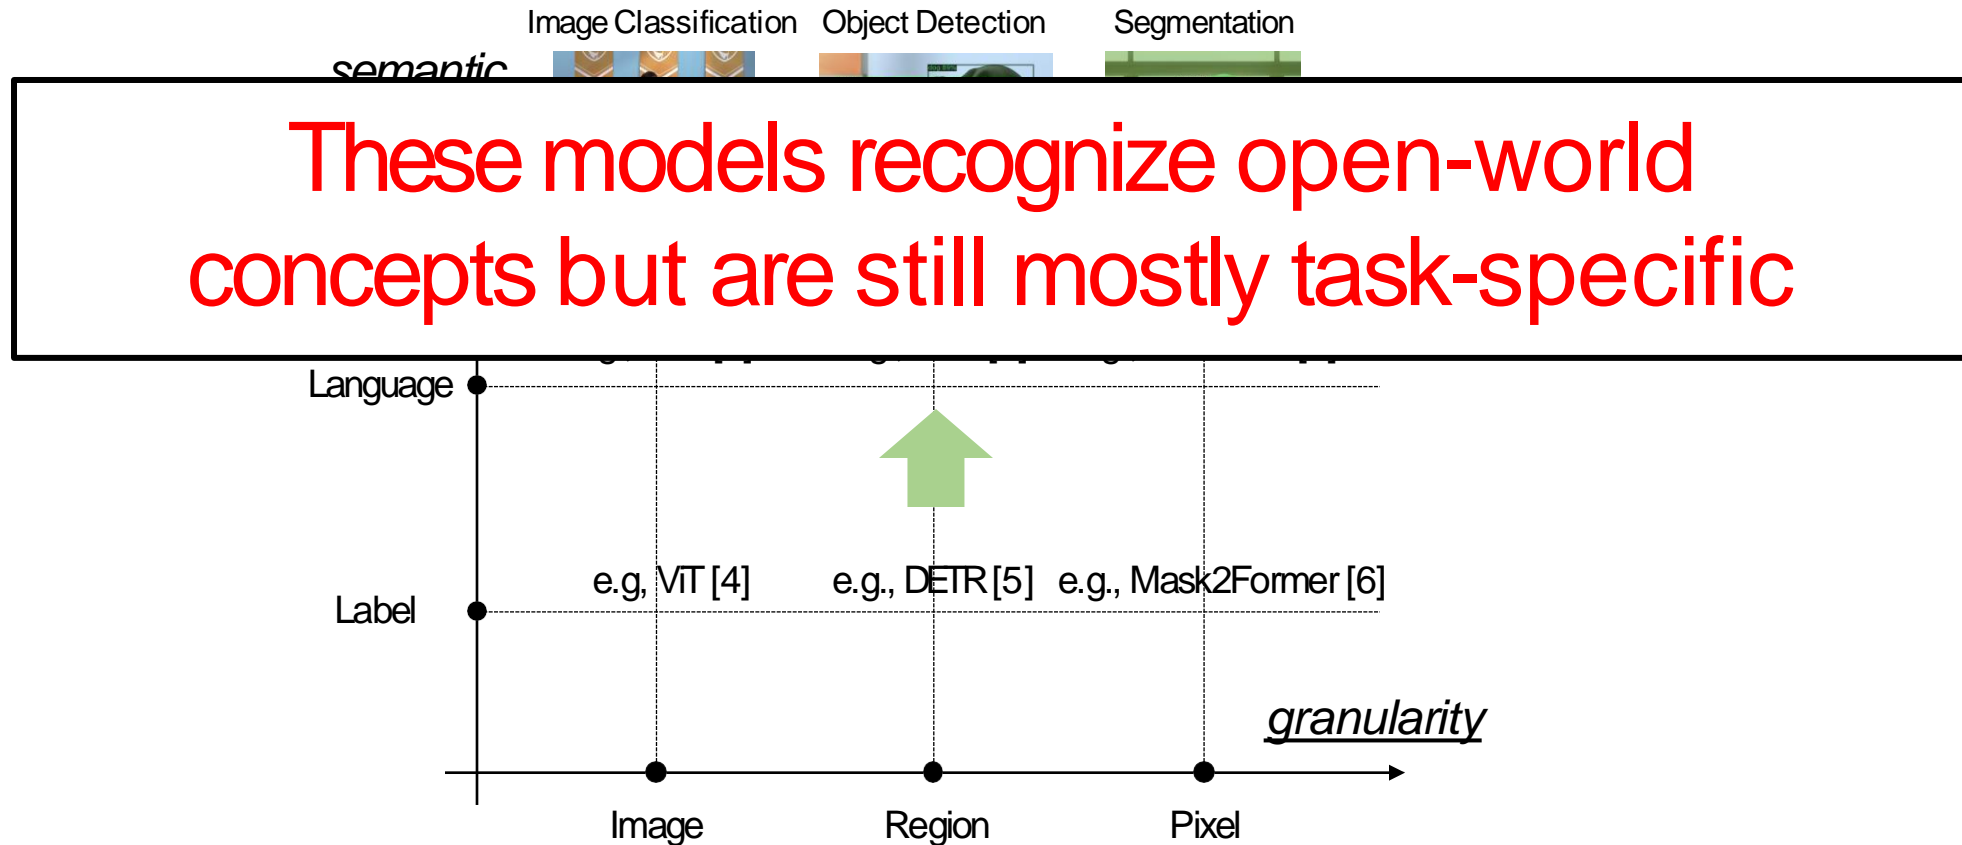 Image Classification Object Detection Segmentation
semantic
These models recognize open-world
concepts but are still mostly task-specific
Language
e.g, ViT [4] e.g., DETR [5] e.g., Mask2Former [6]
Label
granularity
Image Region Pixel